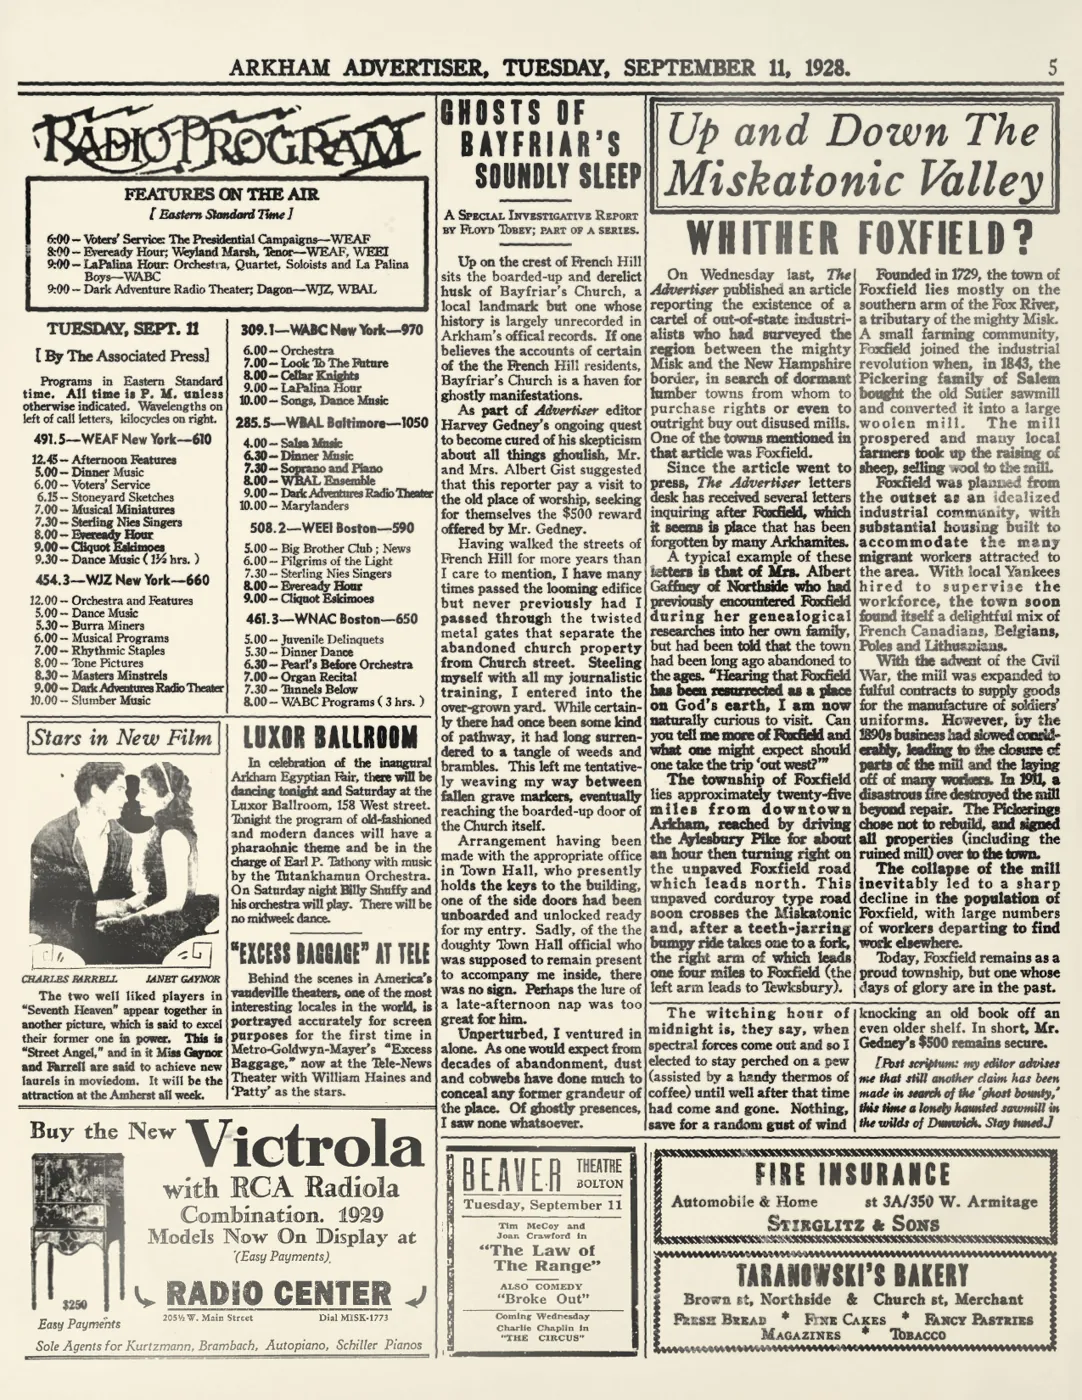 ARKHAM ADVERTISER, TUESDAY, SEPTEMBER 11, 1928.
5
RADIO PROGRAM
FEATURES ON THE AIR
[ Eastern Standard Time ]
6:00 — Voters' Service: The Presidential Campaigns—WEAF
8:00 — Eveready Hour; Weyland Marsh, Tenor—WEAF, WEEI
9:00 — LaPalina Hour: Orchestra, Quartet, Soloists and La Palina
Boys—WABC
9:00 — Dark Adventure Radio Theater; Dagon—WJZ, WBAL
TUESDAY, SEPT. 11
[ By The Associated Press]
Programs in Eastern Standard
time. All time is P. M. unless
otherwise indicated. Wavelengths on
left of call letters, kilocycles on right.
491.5—WEAF New York—610
12.45 — Afternoon Features
5.00 — Dinner Music
6.00 — Voters' Service
6.15 — Stoneyard Sketches
7.00 — Musical Miniatures
7.30 — Sterling Nies Singers
8.00 — Eveready Hour
9.00 — Cliquot Eskimoes
9.30 — Dance Music ( 1½ hrs. )
454.3—WJZ New York—660
12.00 — Orchestra and Features
5.00 — Dance Music
5.30 — Burra Miners
6.00 — Musical Programs
7.00 — Rhythmic Staples
8.00 — Tone Pictures
8.30 — Masters Minstrels
9.00 — Dark Adventures Radio Theater
10.00 — Slumber Music
309.1—WABC New York—970
6.00 — Orchestra
7.00 — Look To The Future
8.00 — Cellar Knights
9.00 — LaPalina Hour
10.00 — Songs, Dance Music
285.5—WBAL Baltimore—1050
4.00 — Salsa Music
6.30 — Dinner Music
7.30 — Soprano and Piano
8.00 — WBAL Ensemble
9.00 — Dark Adventures Radio Theater
10.00 — Marylanders
508.2—WEEI Boston—590
5.00 — Big Brother Club ; News
6.00 — Pilgrims of the Light
7.30 — Sterling Nies Singers
8.00 — Eveready Hour
9.00 — Cliquot Eskimoes
461.3—WNAC Boston—650
5.00 — Juvenile Delinquets
5.30 — Dinner Dance
6.30 — Pearl's Before Orchestra
7.00 — Organ Recital
7.30 — Tunnels Below
8.00 — WABC Programs ( 3 hrs. )
Stars in New Film
CHARLES FARRELL JANET GAYNOR
The two well liked players in
"Seventh Heaven" appear together in
another picture, which is said to excel
their former one in power. This is
"Street Angel," and in it Miss Gaynor
and Farrell are said to achieve new
laurels in moviedom. It will be the
attraction at the Amherst all week.
LUXOR BALLROOM
In celebration of the inaugural
Arkham Egyptian Fair, there will be
dancing tonight and Saturday at the
Luxor Ballroom, 158 West street.
Tonight the program of old-fashioned
and modern dances will have a
pharaohnic theme and be in the
charge of Earl P. Tathony with music
by the Tutankhamun Orchestra.
On Saturday night Billy Shuffy and
his orchestra will play. There will be
no midweek dance.
"EXCESS BAGGAGE" AT TELE
Behind the scenes in America's
vaudeville theaters, one of the most
interesting locales in the world, is
portrayed accurately for screen
purposes for the first time in
Metro-Goldwyn-Mayer's "Excess
Baggage," now at the Tele-News
Theater with William Haines and
'Patty' as the stars.
Buy the New Victrola
with RCA Radiola
Combination. 1929
Models Now On Display at
(Easy Payments)
RADIO CENTER
205½ W. Main Street Dial MISK-1773
$250
Easy Payments
Sole Agents for Kurtzmann, Brambach, Autopiano, Schiller Pianos
GHOSTS OF
BAYFRIAR'S
SOUNDLY SLEEP
A SPECIAL INVESTIGATIVE REPORT
BY FLOYD TOBEY; PART OF A SERIES.
Up on the crest of French Hill
sits the boarded-up and derelict
husk of Bayfriar's Church, a
local landmark but one whose
history is largely unrecorded in
Arkham's offical records. If one
believes the accounts of certain
of the the French Hill residents,
Bayfriar's Church is a haven for
ghostly manifestations.
As part of Advertiser editor
Harvey Gedney's ongoing quest
to become cured of his skepticism
about all things ghoulish, Mr.
and Mrs. Albert Gist suggested
that this reporter pay a visit to
the old place of worship, seeking
for themselves the $500 reward
offered by Mr. Gedney.
Having walked the streets of
French Hill for more years than
I care to mention, I have many
times passed the looming edifice
but never previously had I
passed through the twisted
metal gates that separate the
abandoned church property
from Church street. Steeling
myself with all my journalistic
training, I entered into the
over-grown yard. While certain-
ly there had once been some kind
of pathway, it had long surren-
dered to a tangle of weeds and
brambles. This left me tentative-
ly weaving my way between
fallen grave markers, eventually
reaching the boarded-up door of
the Church itself.
Arrangement having been
made with the appropriate office
in Town Hall, who presently
holds the keys to the building,
one of the side doors had been
unboarded and unlocked ready
for my entry. Sadly, of the the
doughty Town Hall official who
was supposed to remain present
to accompany me inside, there
was no sign. Perhaps the lure of
a late-afternoon nap was too
great for him.
Unperturbed, I ventured in
alone. As one would expect from
decades of abandonment, dust
and cobwebs have done much to
conceal any former grandeur of
the place. Of ghostly presences,
I saw none whatsoever.
The witching hour of
midnight is, they say, when
spectral forces come out and so I
elected to stay perched on a pew
(assisted by a handy thermos of
coffee) until well after that time
had come and gone. Nothing,
save for a random gust of wind
knocking an old book off an
even older shelf. In short, Mr.
Gedney's $500 remains secure.
[Post scriptum: my editor advises
me that still another claim has been
made in search of the 'ghost bounty,'
this time a lonely haunted sawmill in
the wilds of Dunwich. Stay tuned.]
Up and Down The
Miskatonic Valley
WHITHER FOXFIELD?
On Wednesday last, The
Advertiser published an article
reporting the existence of a
cartel of out-of-state industri-
alists who had surveyed the
region between the mighty
Misk and the New Hampshire
border, in search of dormant
lumber towns from whom to
purchase rights or even to
outright buy out disused mills.
One of the towns mentioned in
that article was Foxfield.
Since the article went to
press, The Advertiser letters
desk has received several letters
inquiring after Foxfield, which
it seems is place that has been
forgotten by many Arkhamites.
A typical example of these
letters is that of Mrs. Albert
Gaffney of Northside who had
previously encountered Foxfield
during her genealogical
researches into her own family,
but had been told that the town
had been long ago abandoned to
the ages. "Hearing that Foxfield
has been resurrected as a place
on God's earth, I am now
naturally curious to visit. Can
you tell me more of Foxfield and
what one might expect should
one take the trip 'out west?'"
The township of Foxfield
lies approximately twenty-five
miles from downtown
Arkham, reached by driving
the Aylesbury Pike for about
an hour then turning right on
the unpaved Foxfield road
which leads north. This
unpaved corduroy type road
soon crosses the Miskatonic
and, after a teeth-jarring
bumpy ride takes one to a fork,
the right arm of which leads
one four miles to Foxfield (the
left arm leads to Tewksbury).
Founded in 1729, the town of
Foxfield lies mostly on the
southern arm of the Fox River,
a tributary of the mighty Misk.
A small farming community,
Foxfield joined the industrial
revolution when, in 1843, the
Pickering family of Salem
bought the old Sutler sawmill
and converted it into a large
woolen mill. The mill
prospered and many local
farmers took up the raising of
sheep, selling wool to the mill.
Foxfield was planned from
the outset as an idealized
industrial community, with
substantial housing built to
accommodate the many
migrant workers attracted to
the area. With local Yankees
hired to supervise the
workforce, the town soon
found itself a delightful mix of
French Canadians, Belgians,
Poles and Lithuanians.
With the advent of the Civil
War, the mill was expanded to
fulful contracts to supply goods
for the manufacture of soldiers'
uniforms. However, by the
1890s business had slowed consid-
erably, leading to the closure of
parts of the mill and the laying
off of many workers. In 1911, a
disastrous fire destroyed the mill
beyond repair. The Pickerings
chose not to rebuild, and signed
all properties (including the
ruined mill) over to the town.
The collapse of the mill
inevitably led to a sharp
decline in the population of
Foxfield, with large numbers
of workers departing to find
work elsewhere.
Today, Foxfield remains as a
proud township, but one whose
days of glory are in the past.
BEAVER THEATRE
BOLTON
Tuesday, September 11
Tim McCoy and
Joan Crawford in
"The Law of
The Range"
ALSO COMEDY
"Broke Out"
Coming Wednesday
Charlie Chaplin in
"THE CIRCUS"
FIRE INSURANCE
Automobile & Home st 3A/350 W. Armitage
STIRGLITZ & SONS
TARANOWSKI'S BAKERY
Brown st, Northside & Church st, Merchant
FRESH BREAD * FINE CAKES * FANCY PASTRIES
MAGAZINES * TOBACCO